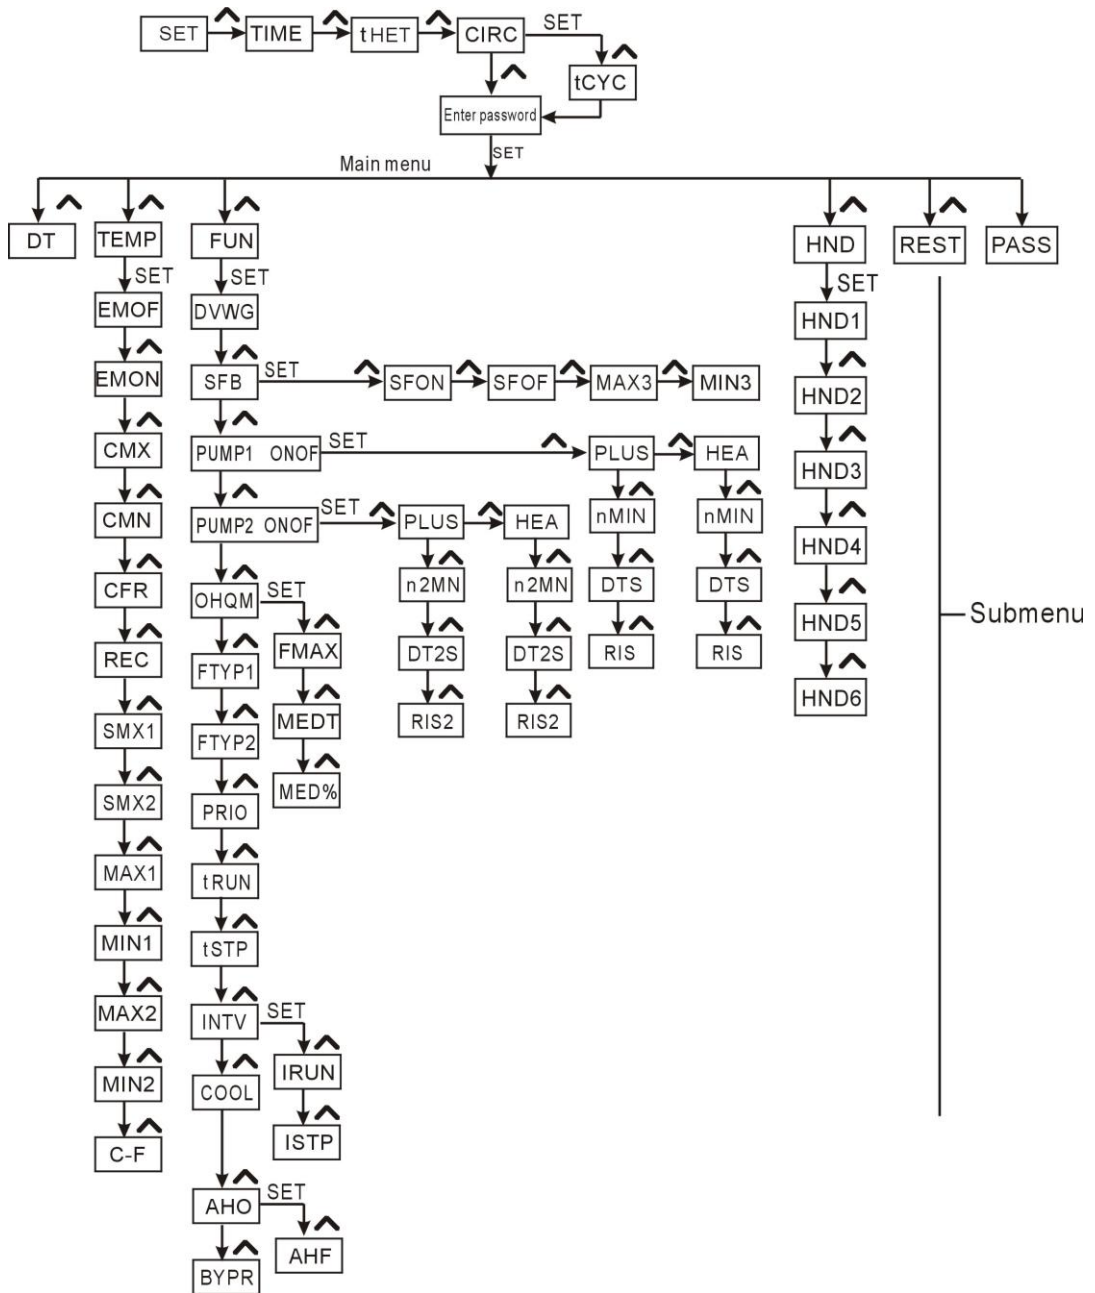 SET TIME tHET CIRC SET
tCYC
Enter password
SET
Main menu
DT TEMP FUN HND REST PASS
SET SET SET
EMOF DVWG HND1
EMON SFB SET SFON SFOF MAX3 MIN3 HND2
CMX PUMP1 ONOF SET PLUS HEA HND3
CMN PUMP2 ONOF SET PLUS HEA nMIN nMIN HND4
CFR OHQM SET n2MN n2MN DTS DTS
Submenu
REC FTYP1 FMAX DT2S DT2S RIS RIS HND5
SMX1 FTYP2 MEDT RIS2 RIS2 HND6
SMX2 PRIO MED%
MAX1 tRUN
MIN1 tSTP
MAX2 INTV SET
MIN2 COOL IRUN
C-F ISTP
AHO SET
AHF
BYPR